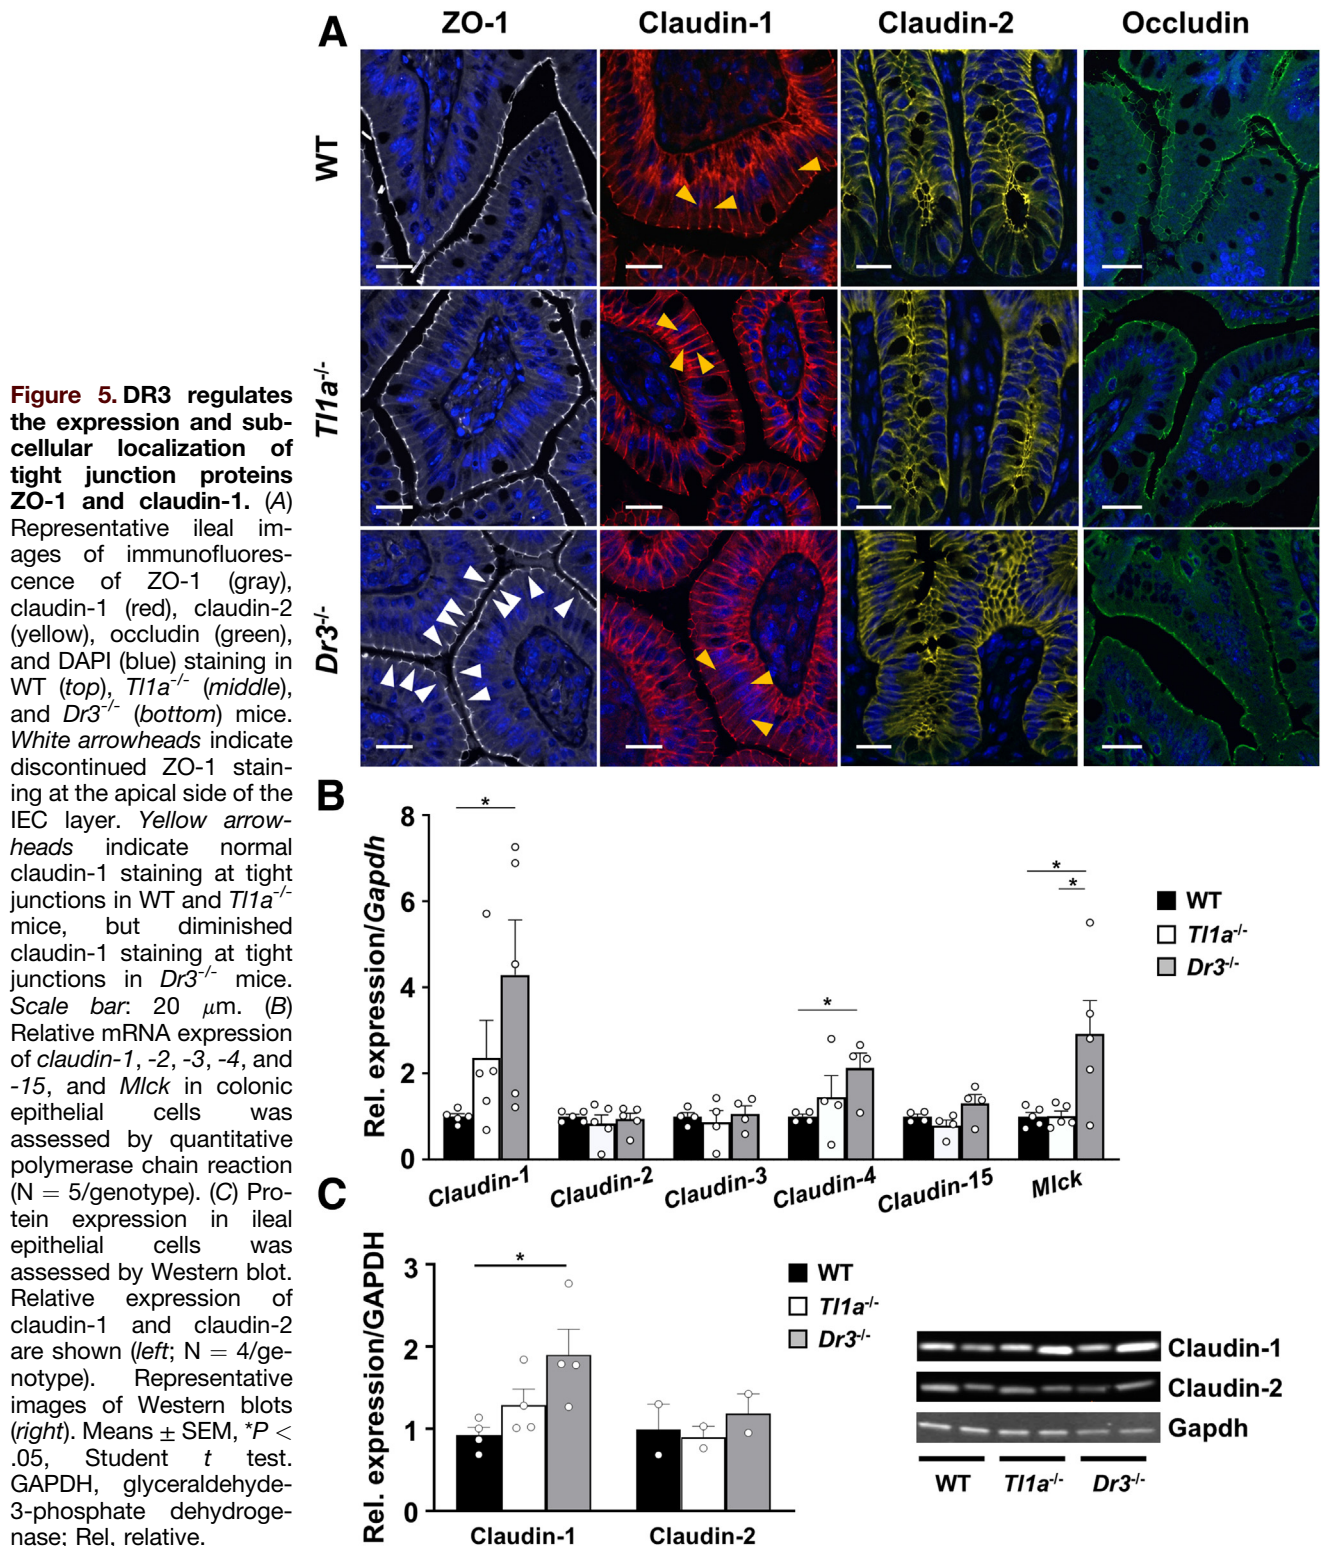 Figure 5. DR3 regulates
the expression and sub-
cellular localization of
tight junction proteins
ZO-1 and claudin-1. (A)
Representative ileal im-
ages of immunofluores-
cence of ZO-1 (gray),
claudin-1 (red), claudin-2
(yellow), occludin (green),
and DAPI (blue) staining in
WT (top), Tl1a-/- (middle),
and Dr3-/- (bottom) mice.
White arrowheads indicate
discontinued ZO-1 stain-
ing at the apical side of the
IEC layer. Yellow arrow-
heads indicate normal
claudin-1 staining at tight
junctions in WT and Tl1a-/-
mice, but diminished
claudin-1 staining at tight
junctions in Dr3-/- mice.
Scale bar: 20 μm. (B)
Relative mRNA expression
of claudin-1, -2, -3, -4, and
-15, and Mlck in colonic
epithelial cells was
assessed by quantitative
polymerase chain reaction
(N = 5/genotype). (C) Pro-
tein expression in ileal
epithelial cells was
assessed by Western blot.
Relative expression of
claudin-1 and claudin-2
are shown (left; N = 4/ge-
notype). Representative
images of Western blots
(right). Means ± SEM, *P <
.05, Student t test.
GAPDH, glyceraldehyde-
3-phosphate dehydroge-
nase; Rel, relative.
A
ZO-1 Claudin-1 Claudin-2 Occludin
WT
Tl1a-/-
Dr3-/-
B
Rel. expression/Gapdh
8
6
4
2
0
*
*
*
*
Claudin-1 Claudin-2 Claudin-3 Claudin-4 Claudin-15 Mlck
WT
Tl1a-/-
Dr3-/-
C
Rel. expression/GAPDH
3
2
1
0
*
Claudin-1 Claudin-2
WT
Tl1a-/-
Dr3-/-
Claudin-1
Claudin-2
Gapdh
WT Tl1a-/- Dr3-/-